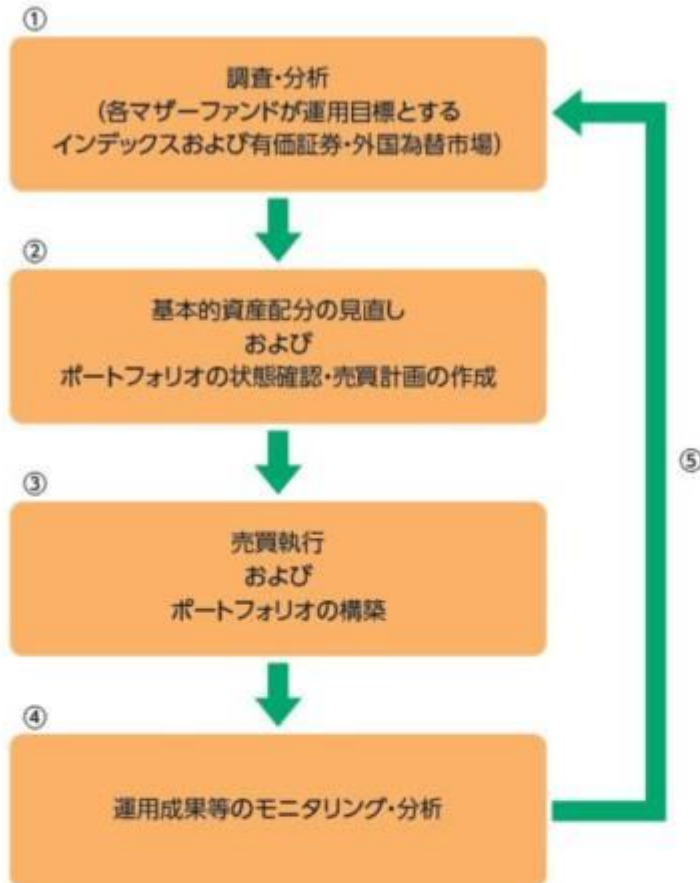 ①
調査・分析
(各マザーファンドが運用目標とする
インデックスおよび有価証券・外国為替市場)
②
基本的資産配分の見直し
および
ポートフォリオの状態確認・売買計画の作成
③
売買執行
および
ポートフォリオの構築
⑤
④
運用成果等のモニタリング・分析